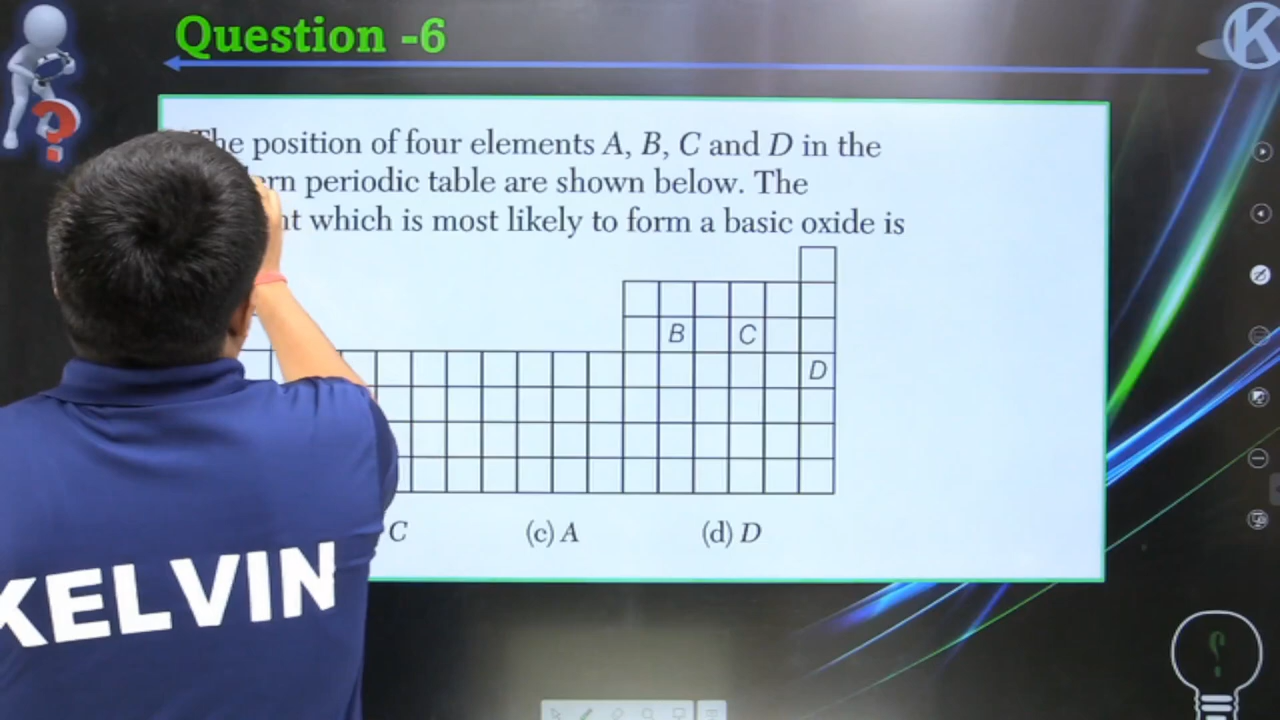 Question -6
The position of four elements A, B, C and D in the
periodic table are shown below. The
which is most likely to form a basic oxide is
B C
D
C (c) A (d) D
KELVIN
K